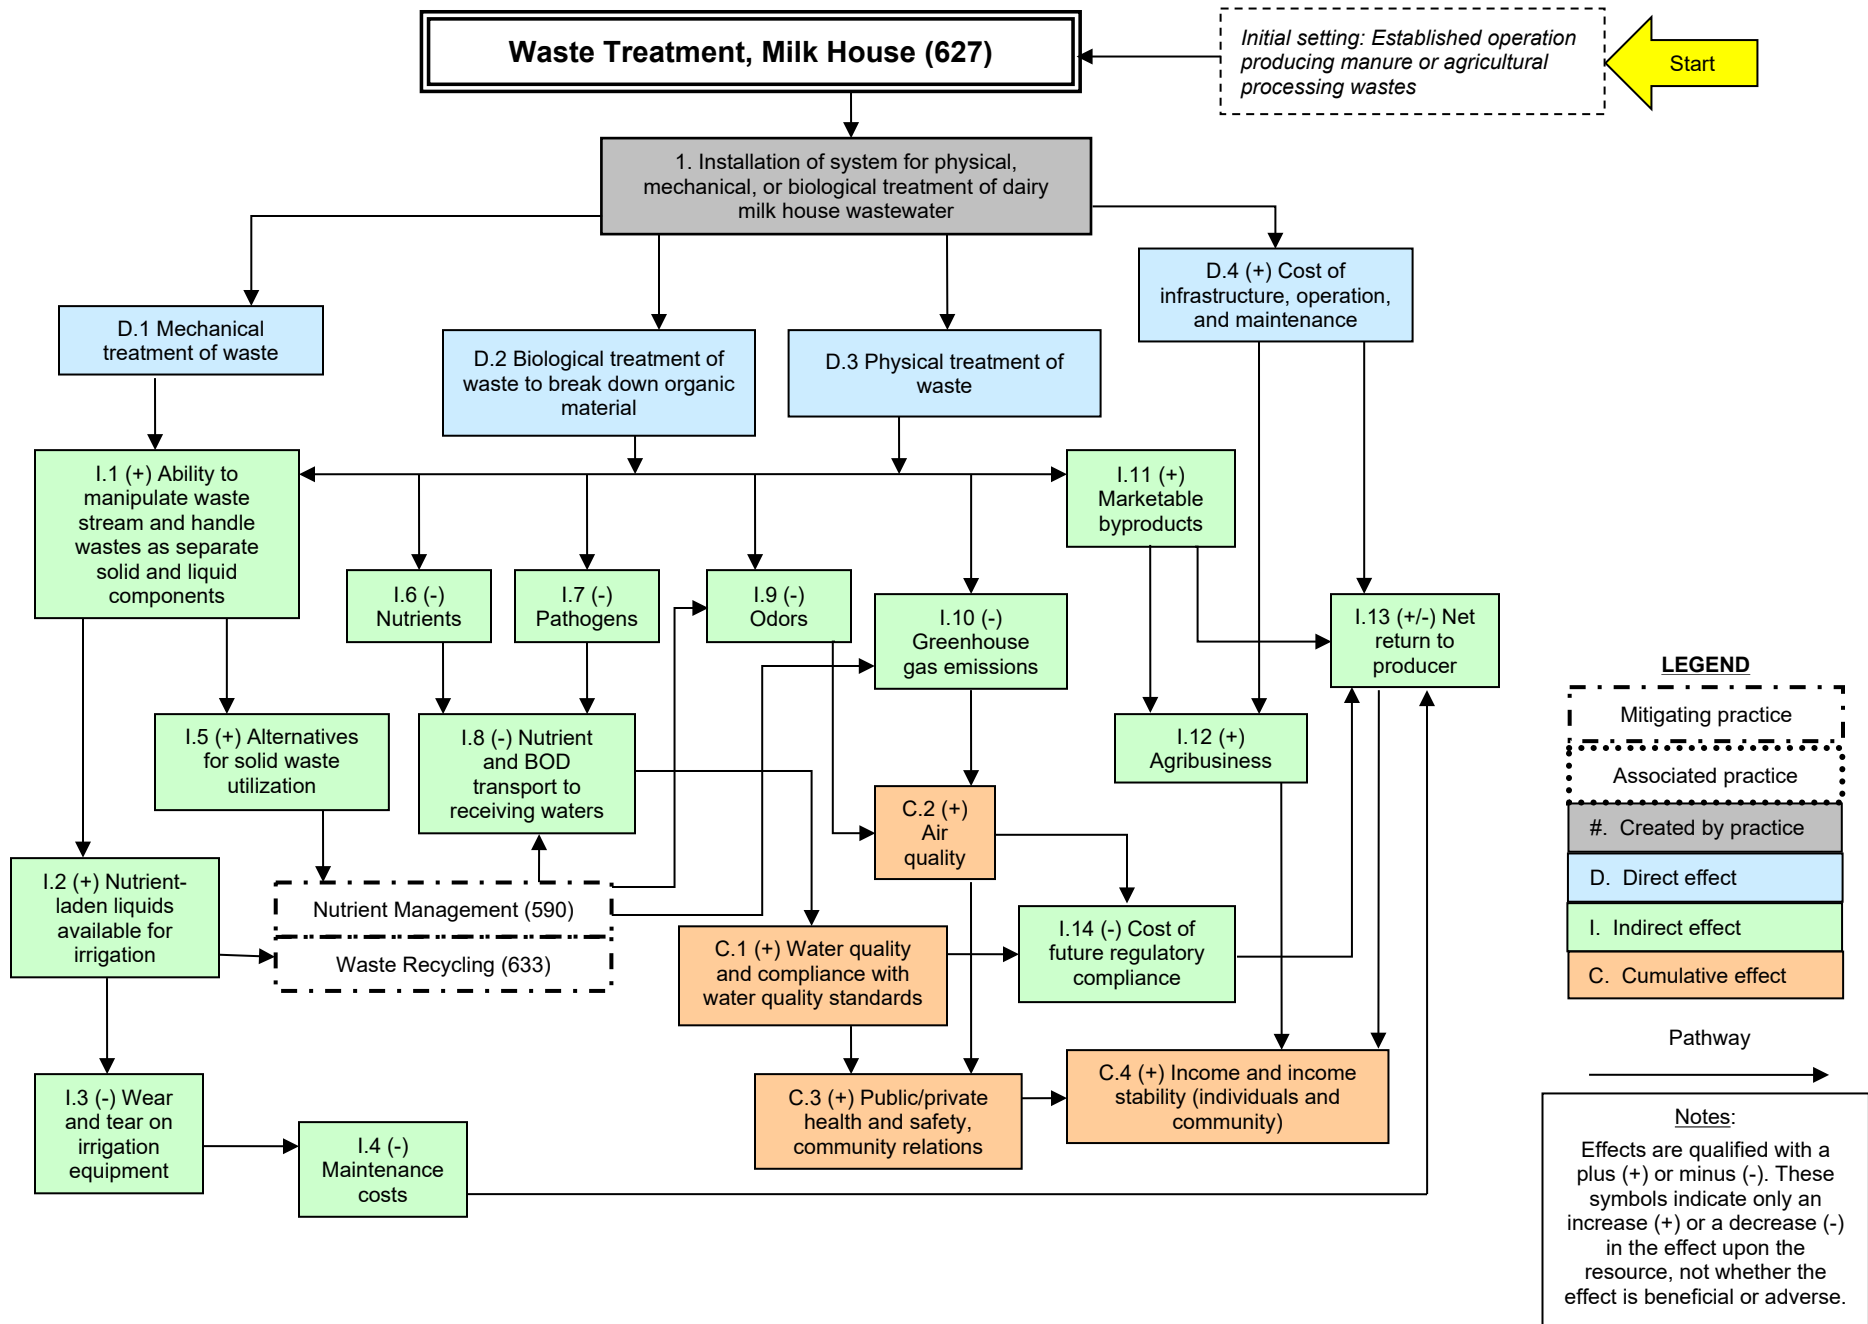 Waste Treatment, Milk House (627)
Initial setting: Established operation
producing manure or agricultural
processing wastes
Start
1. Installation of system for physical,
mechanical, or biological treatment of dairy
milk house wastewater
D.4 (+) Cost of
infrastructure, operation,
and maintenance
D.1 Mechanical
treatment of waste
D.2 Biological treatment of
waste to break down organic
material
D.3 Physical treatment of
waste
I.1 (+) Ability to
manipulate waste
stream and handle
wastes as separate
solid and liquid
components
I.11 (+)
Marketable
byproducts
I.6 (-)
Nutrients
I.7 (-)
Pathogens
I.9 (-)
Odors
I.10 (-)
Greenhouse
gas emissions
I.13 (+/-) Net
return to
producer
I.5 (+) Alternatives
for solid waste
utilization
I.8 (-) Nutrient
and BOD
transport to
receiving waters
I.12 (+)
Agribusiness
C.2 (+)
Air
quality
I.2 (+) Nutrient-
laden liquids
available for
irrigation
Nutrient Management (590)
Waste Recycling (633)
C.1 (+) Water quality
and compliance with
water quality standards
I.14 (-) Cost of
future regulatory
compliance
I.3 (-) Wear
and tear on
irrigation
equipment
I.4 (-)
Maintenance
costs
C.3 (+) Public/private
health and safety,
community relations
C.4 (+) Income and income
stability (individuals and
community)
LEGEND
Mitigating practice
Associated practice
#. Created by practice
D. Direct effect
I. Indirect effect
C. Cumulative effect
Pathway
Notes:
Effects are qualified with a
plus (+) or minus (-). These
symbols indicate only an
increase (+) or a decrease (-)
in the effect upon the
resource, not whether the
effect is beneficial or adverse.